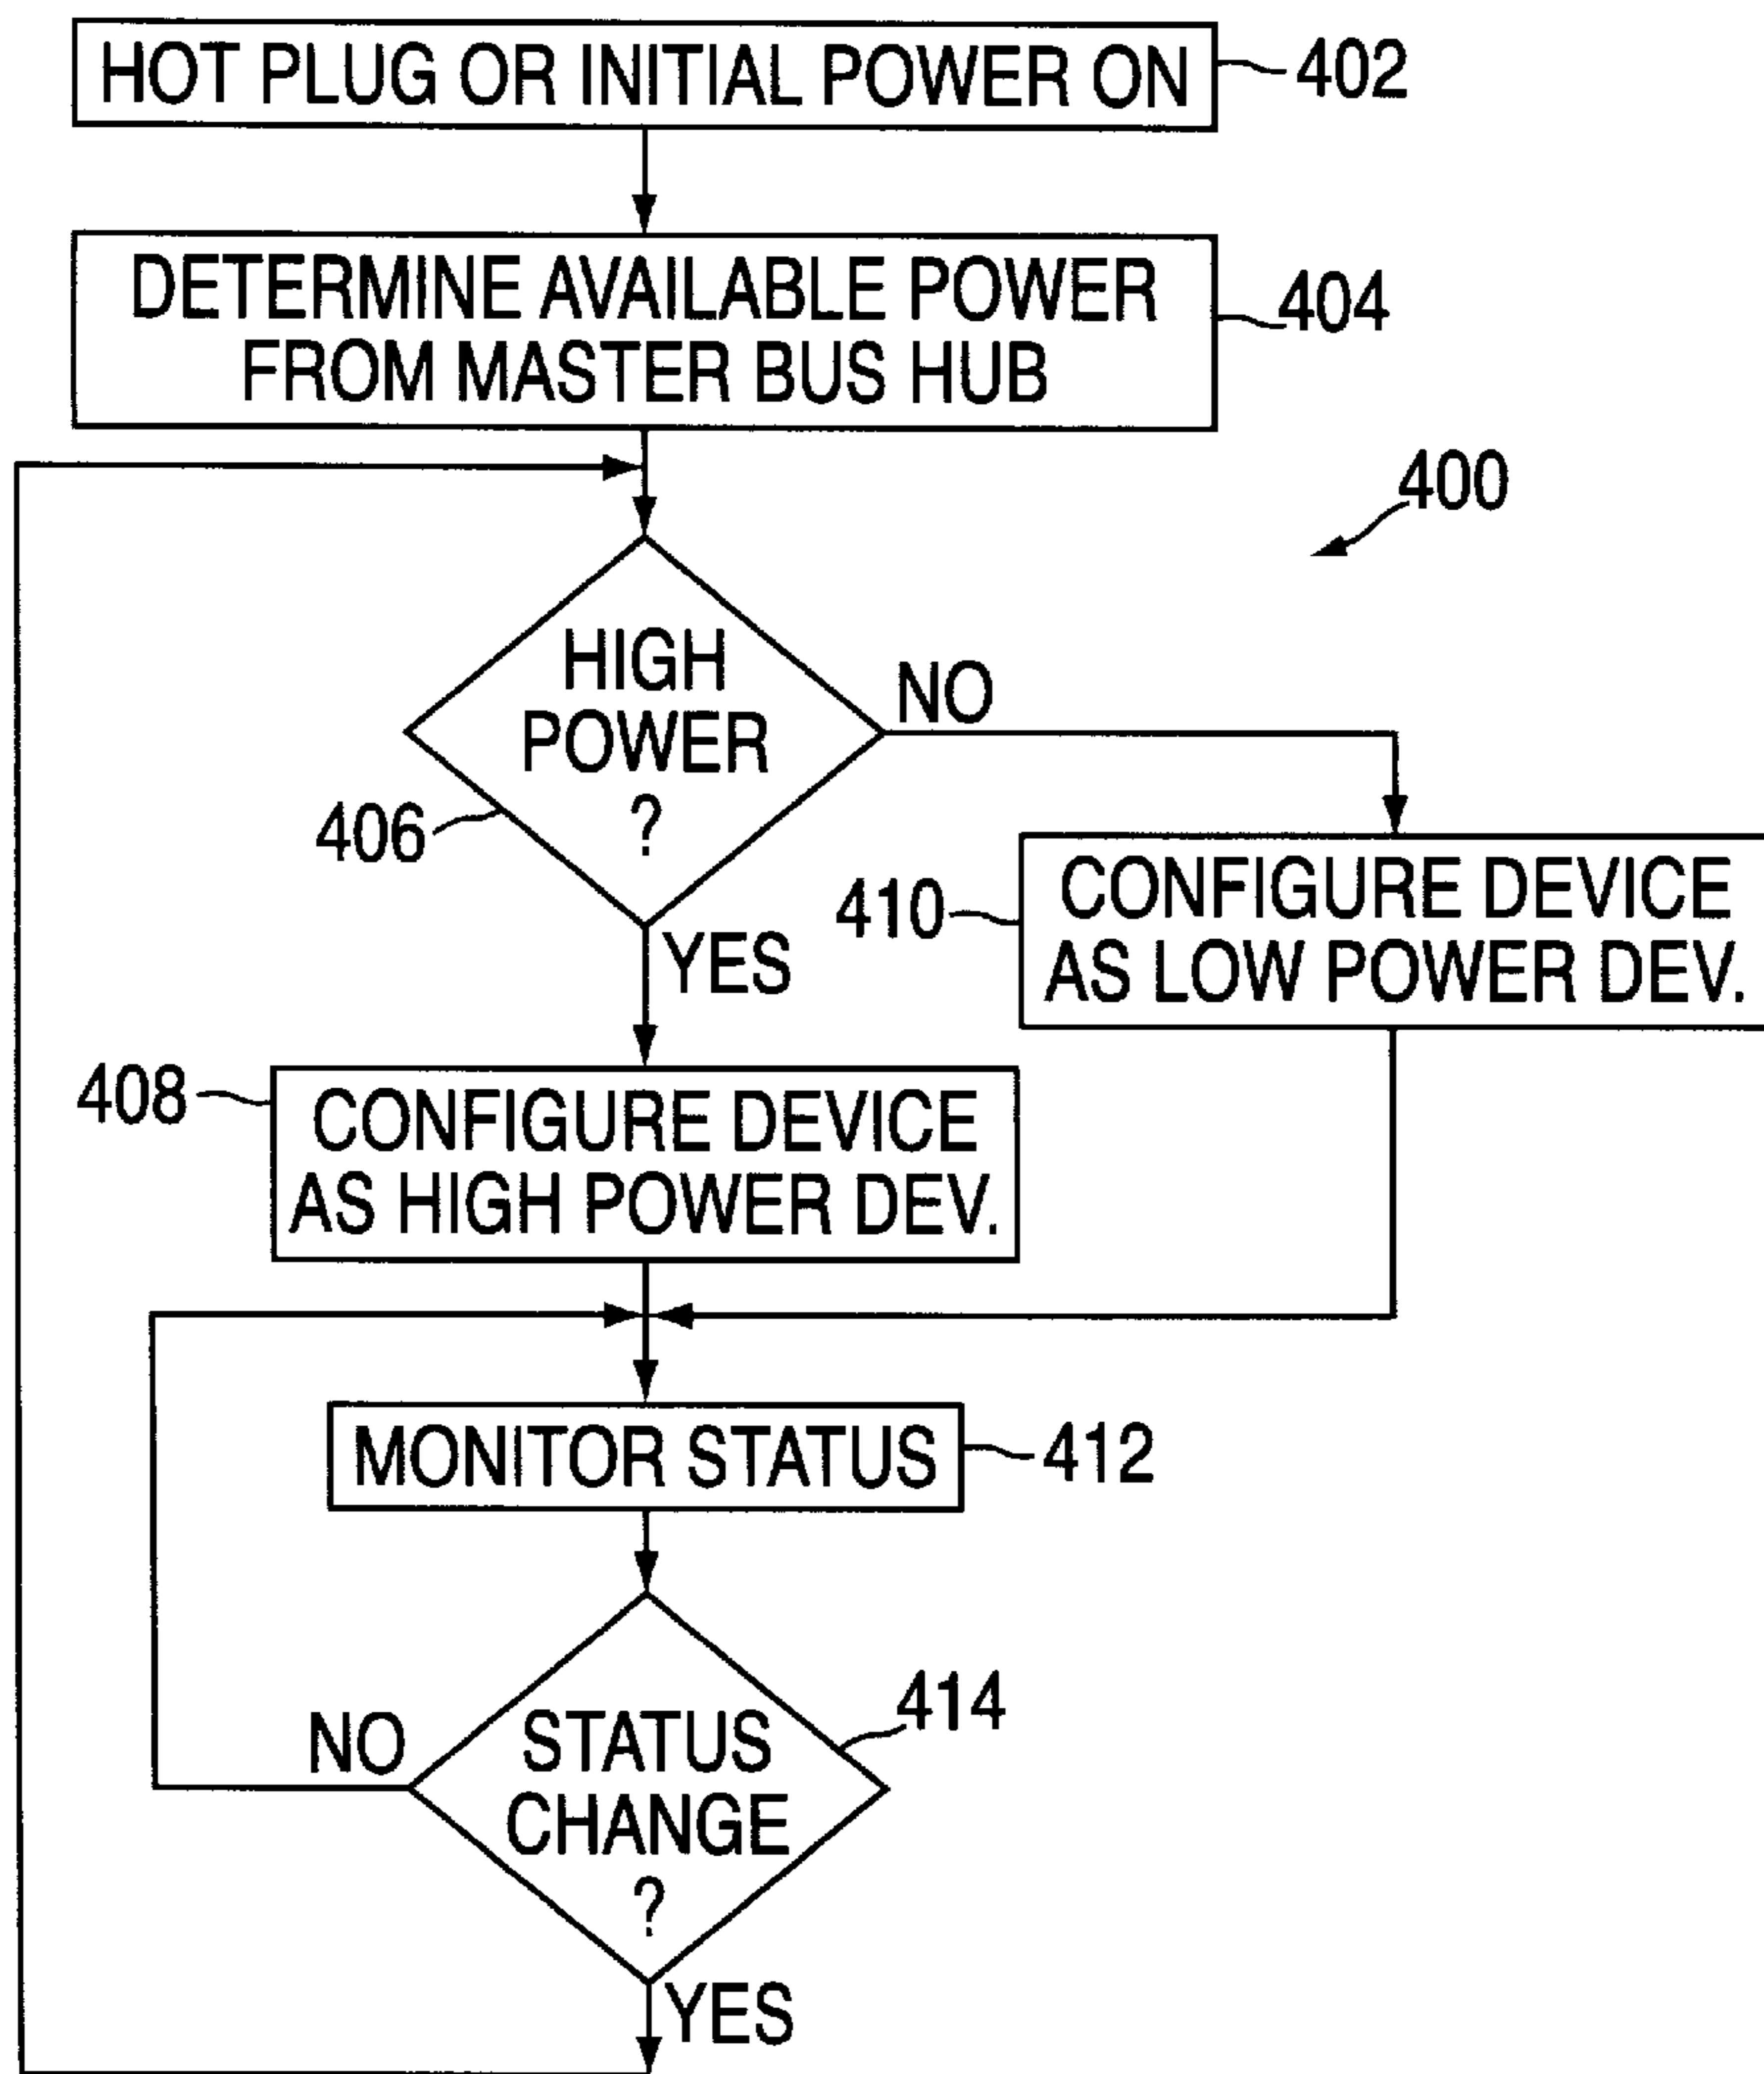 HOT PLUG OR INITIAL POWER ON
402
DETERMINE AVAILABLE POWER
FROM MASTER BUS HUB
404
400
HIGH
POWER
?
406
NO
YES
410
CONFIGURE DEVICE
AS LOW POWER DEV.
408
CONFIGURE DEVICE
AS HIGH POWER DEV.
MONITOR STATUS
412
STATUS
CHANGE
?
414
NO
YES